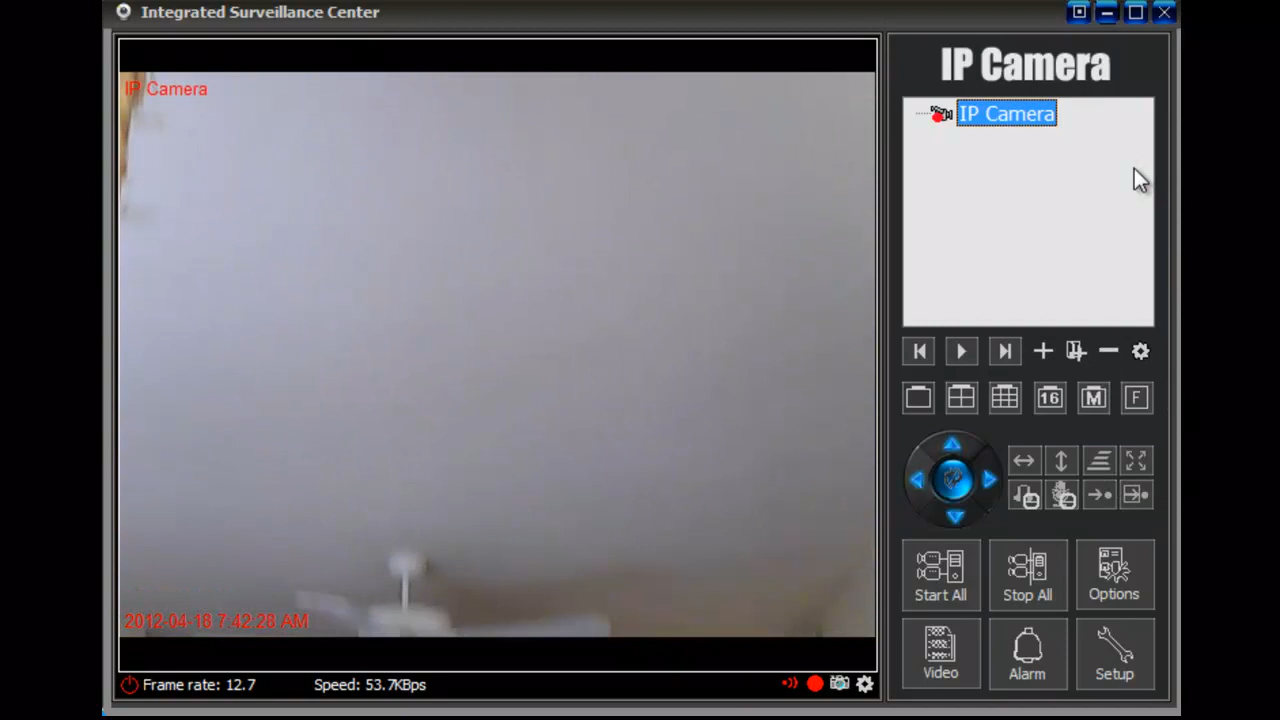 Integrated Surveillance Center
IP Camera
IP Camera
IP Camera
16
M
F
Start All
Stop All
Options
2012-04-18 7:42:28 AM
Video
Alarm
Setup
Frame rate: 12.7
Speed: 53.7KBps